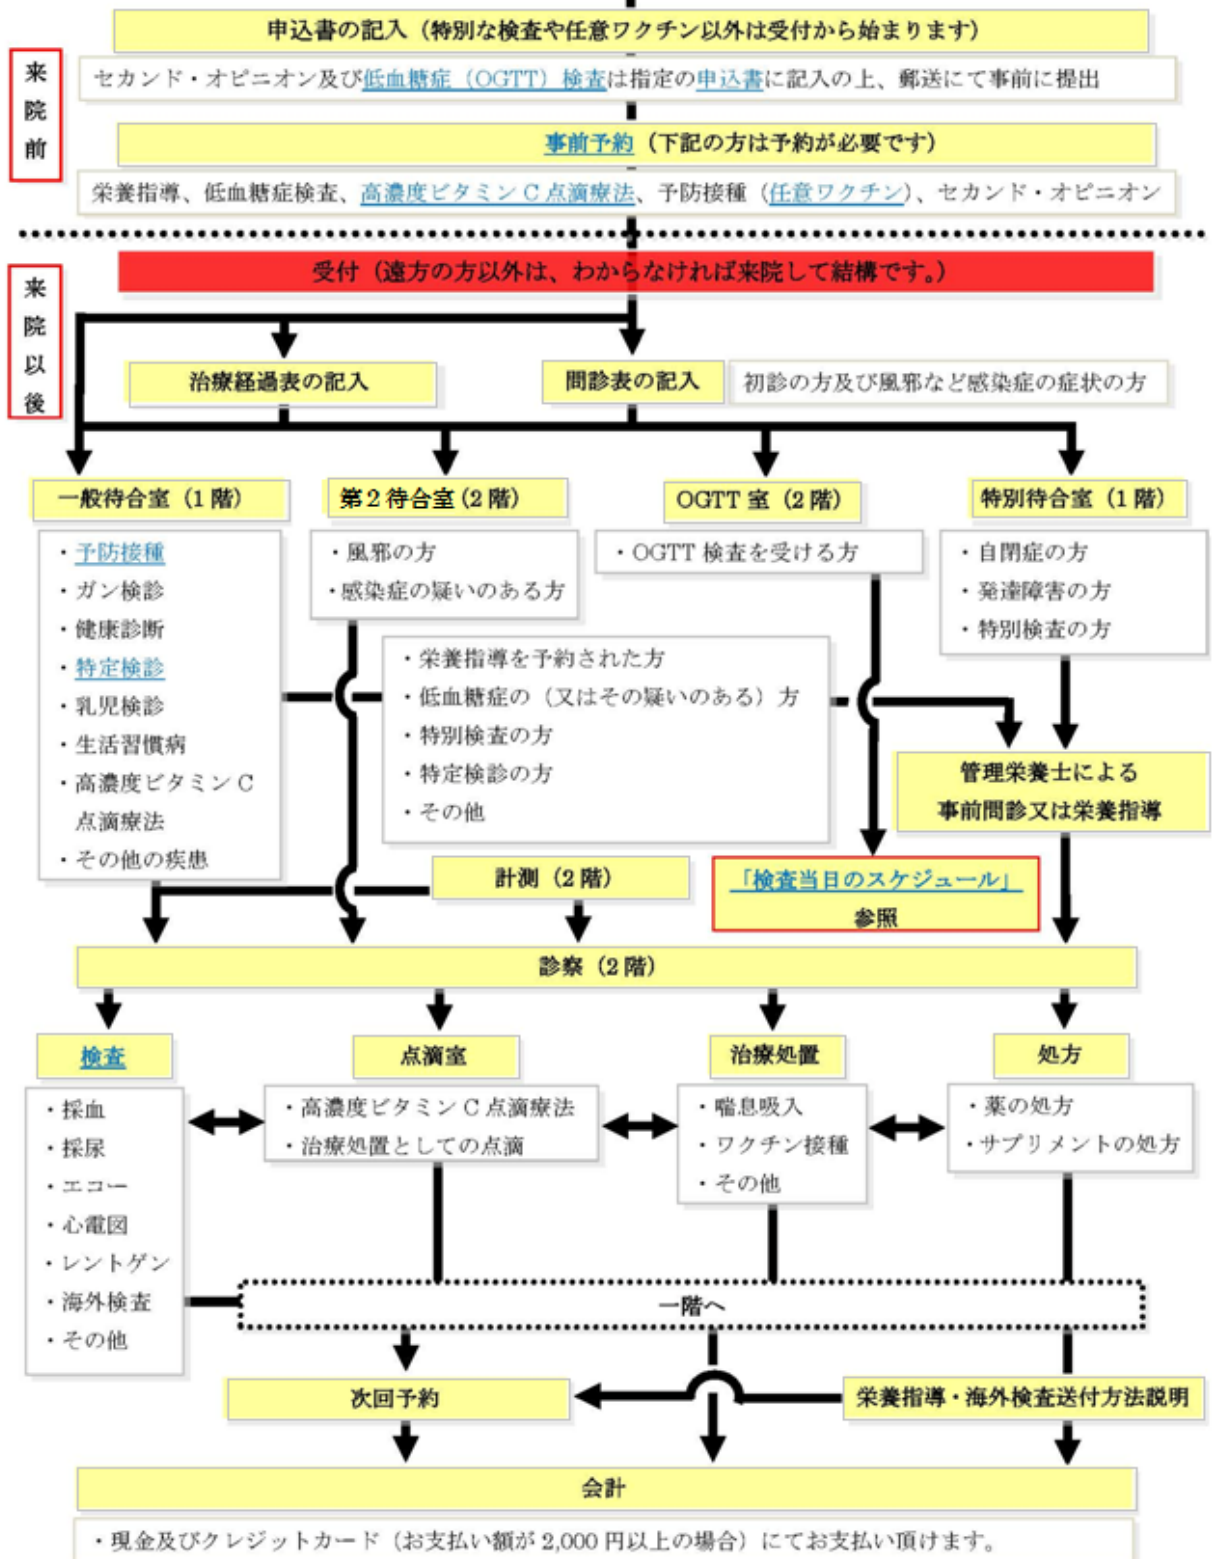 申込書の記入（特別な検査や任意ワクチン以外は受付から始まります）
来院前
セカンド・オピニオン及び低血糖症（OGTT）検査は指定の申込書に記入の上、郵送にて事前に提出
事前予約（下記の方は予約が必要です）
栄養指導、低血糖症検査、高濃度ビタミンC点滴療法、予防接種（任意ワクチン）、セカンド・オピニオン
来院以後
受付（遠方の方以外は、わからなければ来院して結構です。）
治療経過表の記入
問診表の記入
初診の方及び風邪など感染症の症状の方
一般待合室（1階）
・予防接種
・ガン検診
・健康診断
・特定検診
・乳児検診
・生活習慣病
・高濃度ビタミンC
点滴療法
・その他の疾患
第2待合室(2階）
・風邪の方
・感染症の疑いのある方
OGTT室（2階）
・OGTT検査を受ける方
特別待合室（1階）
・自閉症の方
・発達障害の方
・特別検査の方
・栄養指導を予約された方
・低血糖症の（又はその疑いのある）方
・特別検査の方
・特定検診の方
・その他
管理栄養士による
事前問診又は栄養指導
計測（2階）
「検査当日のスケジュール」
参照
診察（2階）
検査
・採血
・採尿
・エコー
・心電図
・レントゲン
・海外検査
・その他
点滴室
・高濃度ビタミンC点滴療法
・治療処置としての点滴
治療処置
・喘息吸入
・ワクチン接種
・その他
処方
・薬の処方
・サプリメントの処方
一階へ
次回予約
栄養指導・海外検査送付方法説明
会計
・現金及びクレジットカード（お支払い額が2,000円以上の場合）にてお支払い頂けます。